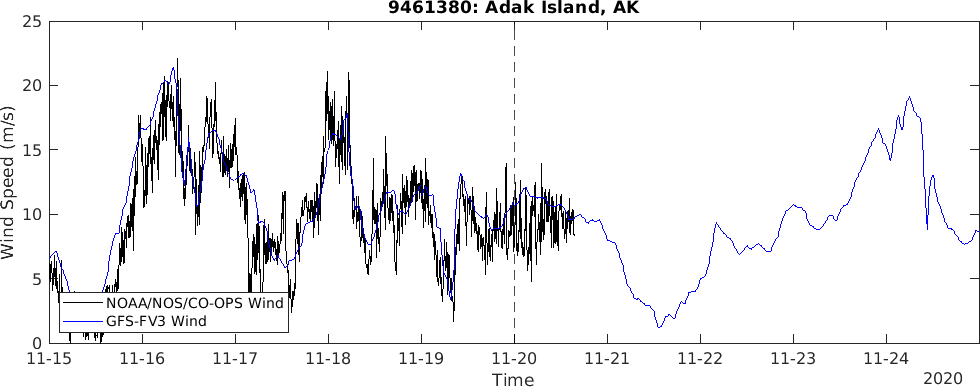 9461380: Adak Island, AK
Wind Speed (m/s)
25
20
15
10
5
0
NOAA/NOS/CO-OPS Wind
GFS-FV3 Wind
11-15 11-16 11-17 11-18 11-19 11-20 11-21 11-22 11-23 11-24
Time
2020